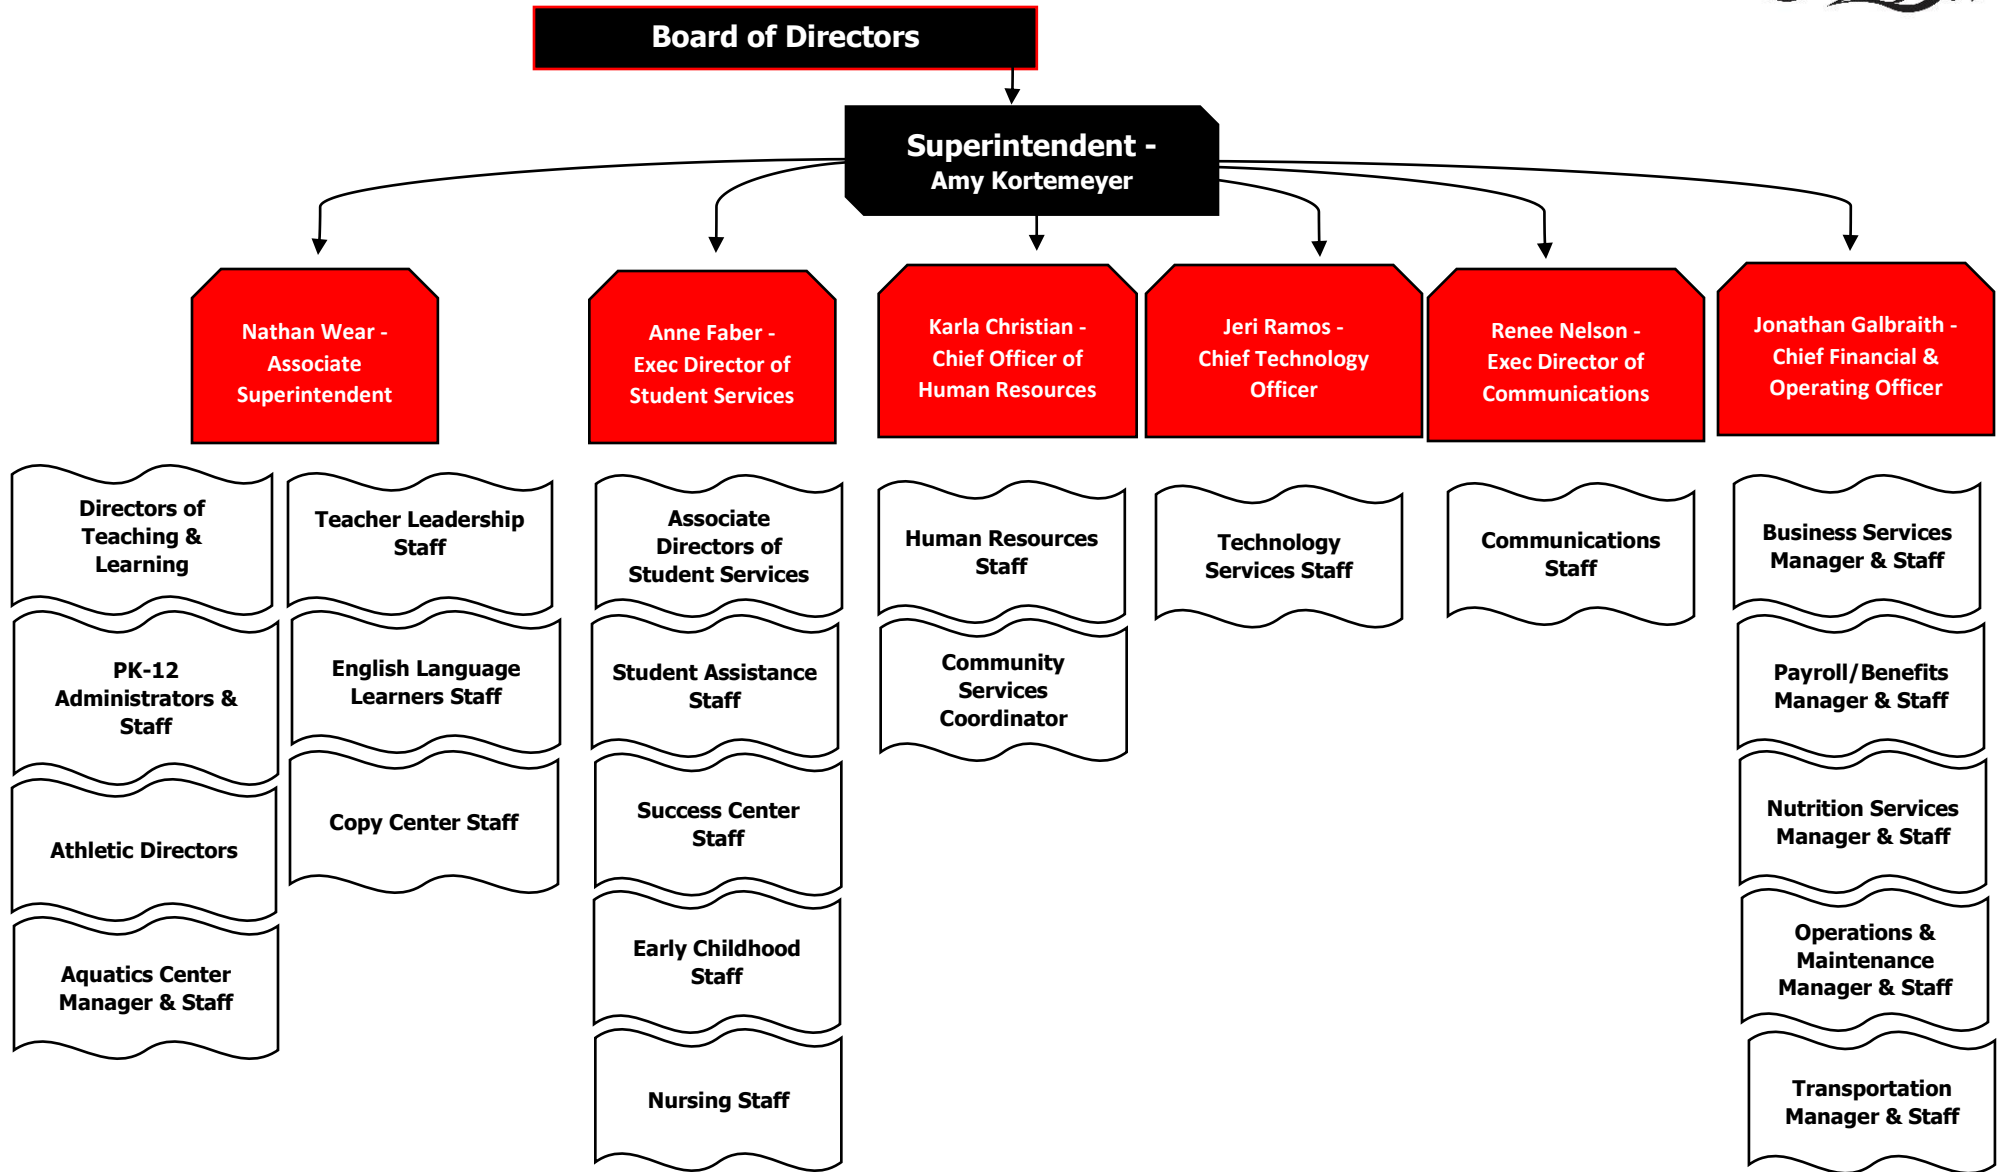 Board of Directors
Superintendent -
Amy Kortemeyer
Nathan Wear -
Associate
Superintendent
Anne Faber -
Exec Director of
Student Services
Karla Christian -
Chief Officer of
Human Resources
Jeri Ramos -
Chief Technology
Officer
Renee Nelson -
Exec Director of
Communications
Jonathan Galbraith -
Chief Financial &
Operating Officer
Directors of
Teaching &
Learning
PK-12
Administrators &
Staff
Athletic Directors
Aquatics Center
Manager & Staff
Teacher Leadership
Staff
English Language
Learners Staff
Copy Center Staff
Associate
Directors of
Student Services
Student Assistance
Staff
Success Center
Staff
Early Childhood
Staff
Nursing Staff
Human Resources
Staff
Community
Services
Coordinator
Technology
Services Staff
Communications
Staff
Business Services
Manager & Staff
Payroll/Benefits
Manager & Staff
Nutrition Services
Manager & Staff
Operations &
Maintenance
Manager & Staff
Transportation
Manager & Staff